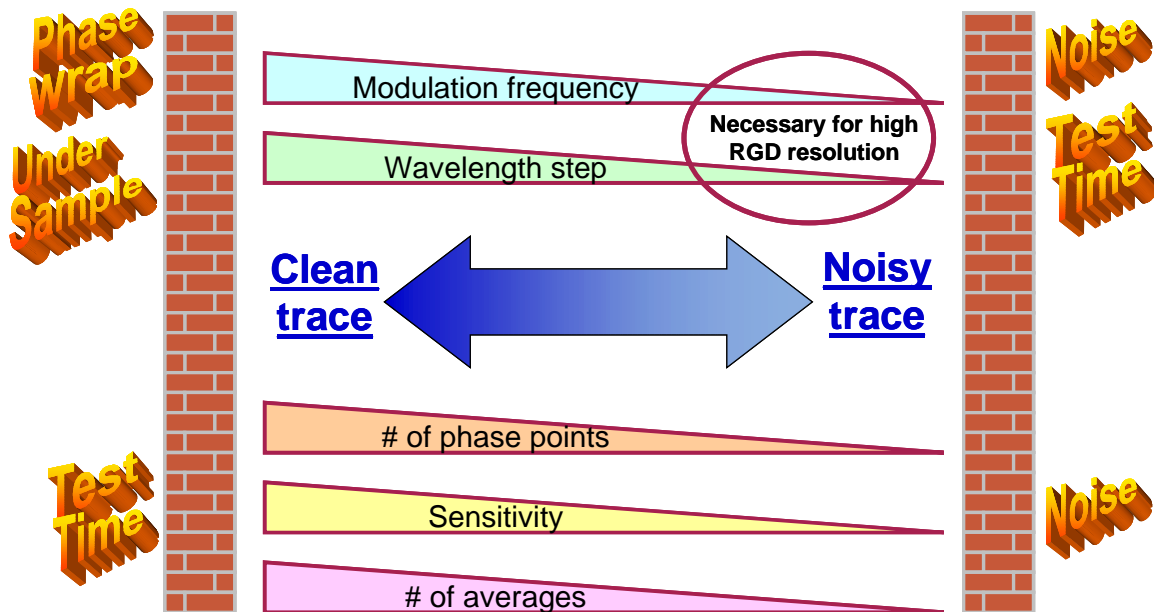 Phase
wrap
Under
Sample
Modulation frequency
Wavelength step
Necessary for high
RGD resolution
Noise
Test
Time
Clean
trace
Noisy
trace
# of phase points
Sensitivity
# of averages
Test
Time
Noise